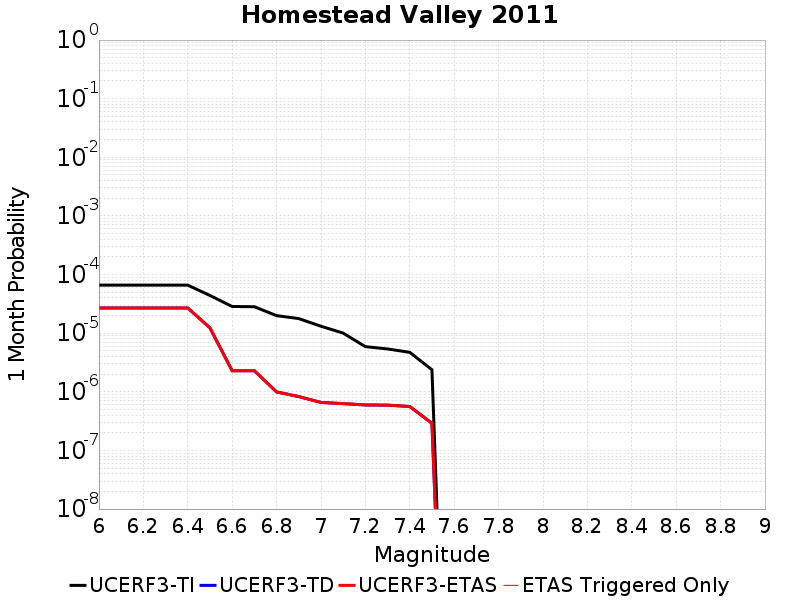 Homestead Valley 2011
1 Month Probability
10^0
10^-1
10^-2
10^-3
10^-4
10^-5
10^-6
10^-7
10^-8
6 6.2 6.4 6.6 6.8 7 7.2 7.4 7.6 7.8 8 8.2 8.4 8.6 8.8 9
Magnitude
UCERF3-TI UCERF3-TD UCERF3-ETAS ETAS Triggered Only